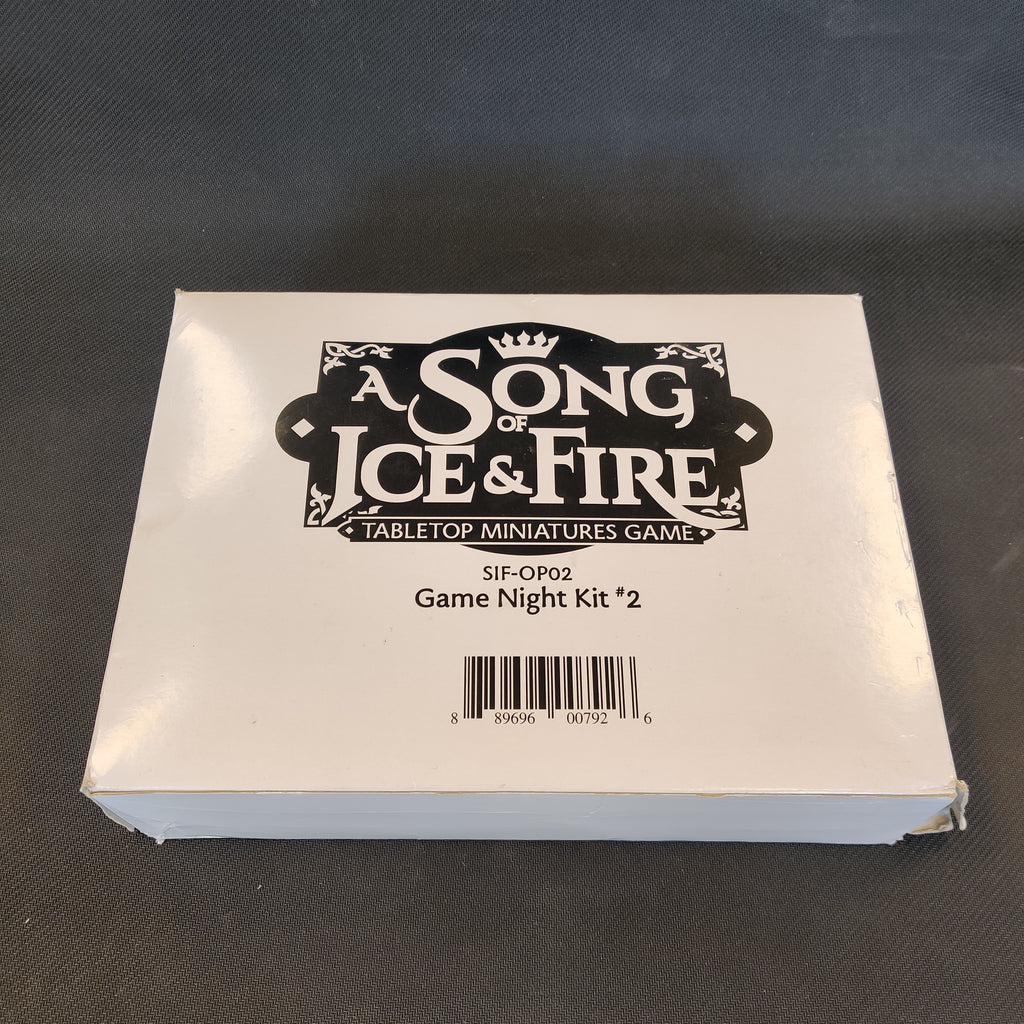 A SONG
OF
ICE & FIRE
TABLETOP MINIATURES GAME
SIF-OP02
Game Night Kit #2
8 89696 00792 6